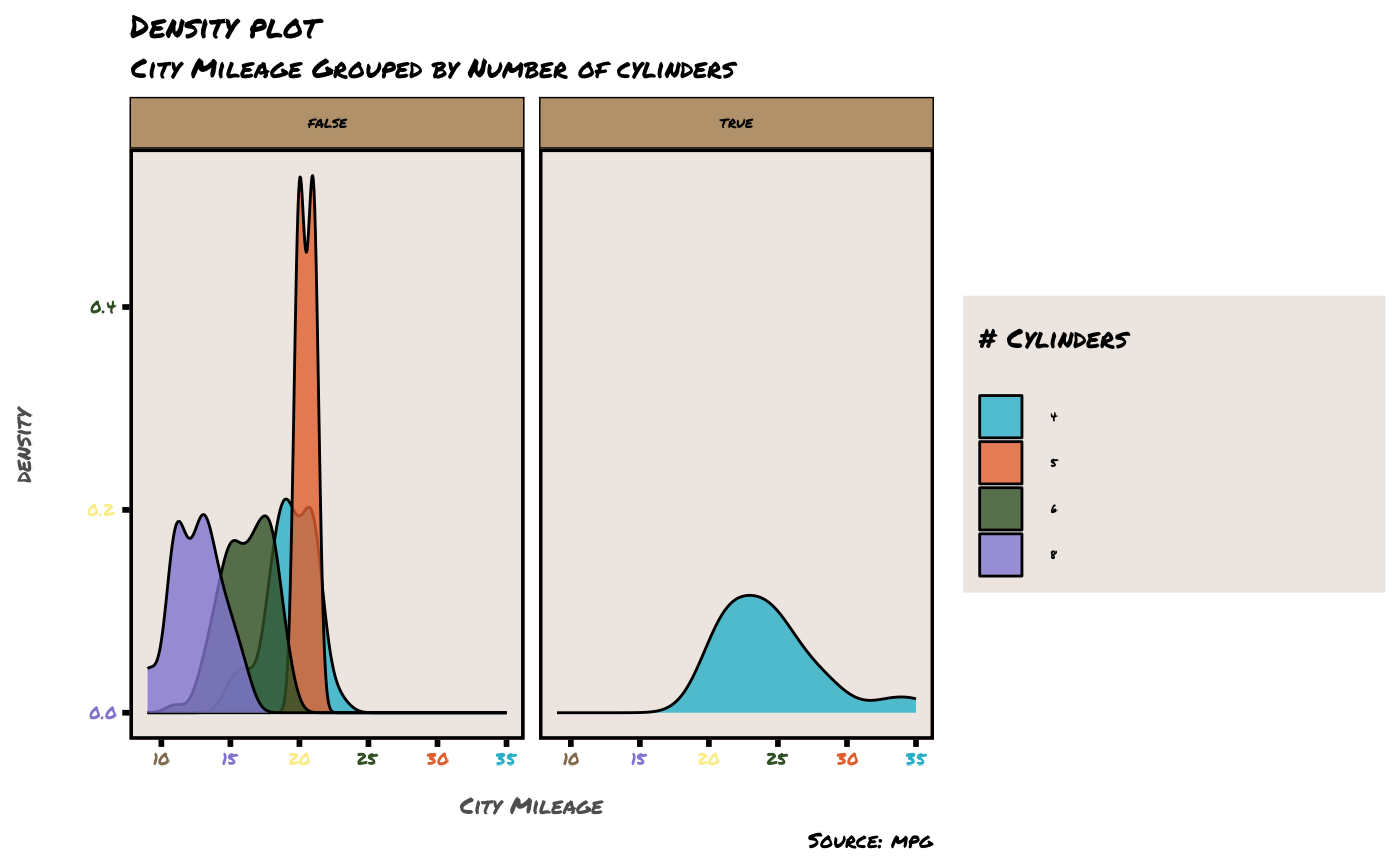 Density plot
City Mileage Grouped by Number of cylinders
FALSE TRUE
0.4
0.2
0.0
density
10 15 20 25 30 35
10 15 20 25 30 35
City Mileage
Source: mpg
# Cylinders
4
5
6
8